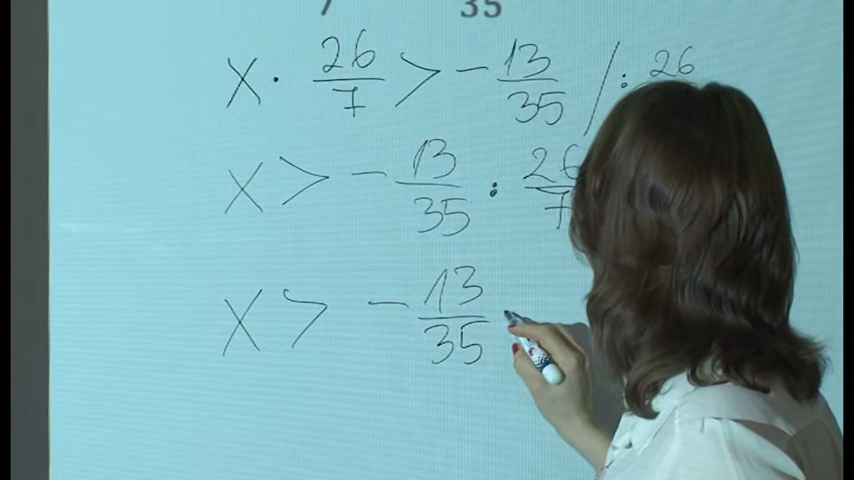 7 35
x · 26/7 > - 13/35 / : 26
x > - 13/35 : 26/7
x > - 13/35